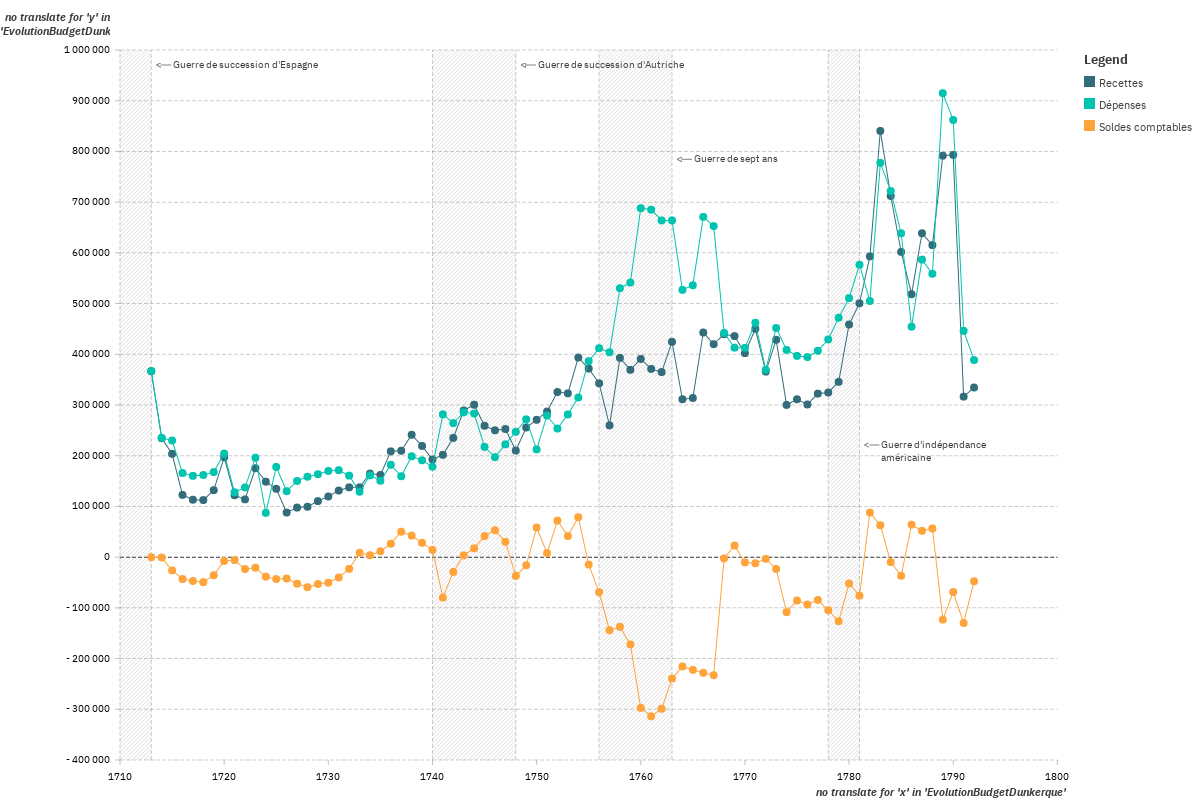 no translate for 'y' in
'EvolutionBudgetDunk
1 000 000
900 000
800 000
700 000
600 000
500 000
400 000
300 000
200 000
100 000
0
- 100 000
- 200 000
- 300 000
- 400 000
Guerre de succession d'Espagne
Guerre de succession d'Autriche
Guerre de sept ans
Guerre d'indépendance
américaine
Legend
Recettes
Dépenses
Soldes comptables
1710
1720
1730
1740
1750
1760
1770
1780
1790
1800
no translate for 'x' in 'EvolutionBudgetDunkerque'